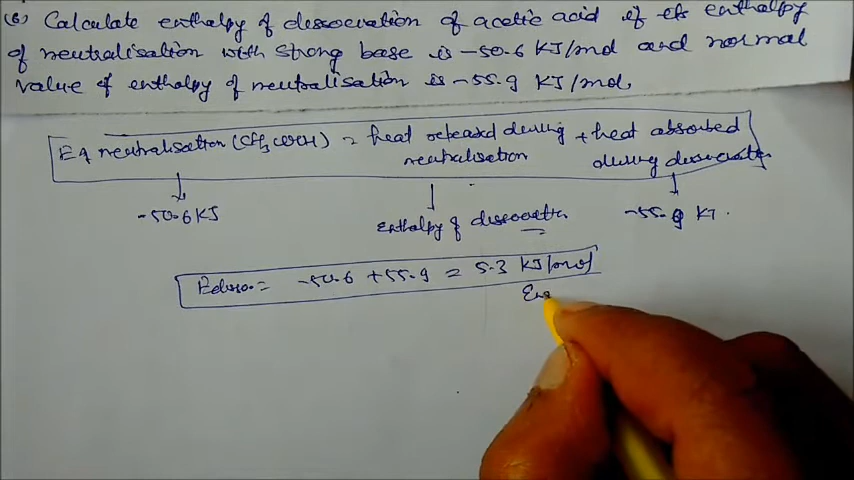 (6) Calculate enthalpy of dissociation of acetic acid if its enthalpy
of neutralisation with strong base is -50.6 KJ/mol and normal
value of enthalpy of neutralisation is -55.9 KJ/mol.
Eq neutralisation (CH3COOH) = heat released during + heat absorbed
neutralisation during dissociation
-50.6 KJ Enthalpy of dissociation -55.9 KJ.
Edisso. = -50.6 + 55.9 = 5.3 KJ/mol